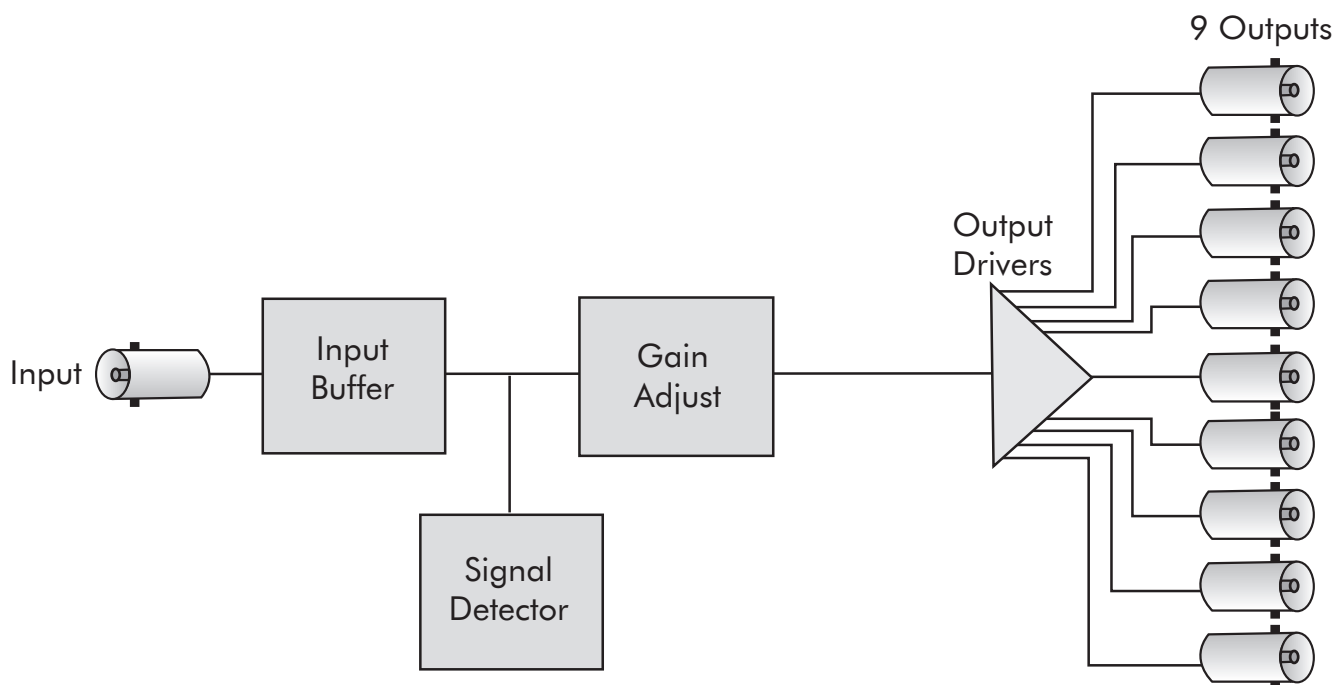 9 Outputs
Output
Drivers
Input
Input
Buffer
Gain
Adjust
Signal
Detector